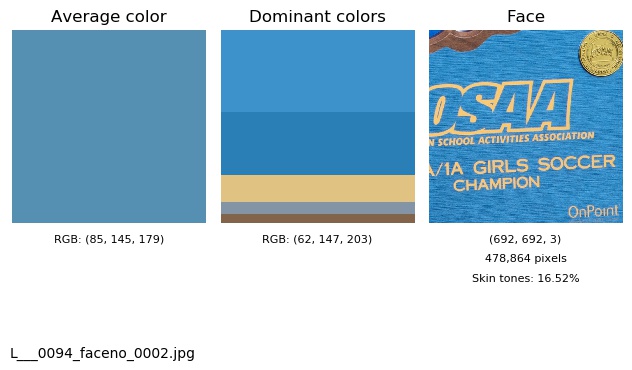 Average color
Dominant colors
Face
OSAA
N SCHOOL ACTIVITIES ASSOCIATION
A/1A GIRLS SOCCER
CHAMPION
OnPoint
RGB: (85, 145, 179)
RGB: (62, 147, 203)
(692, 692, 3)
478,864 pixels
Skin tones: 16.52%
L___0094_faceno_0002.jpg